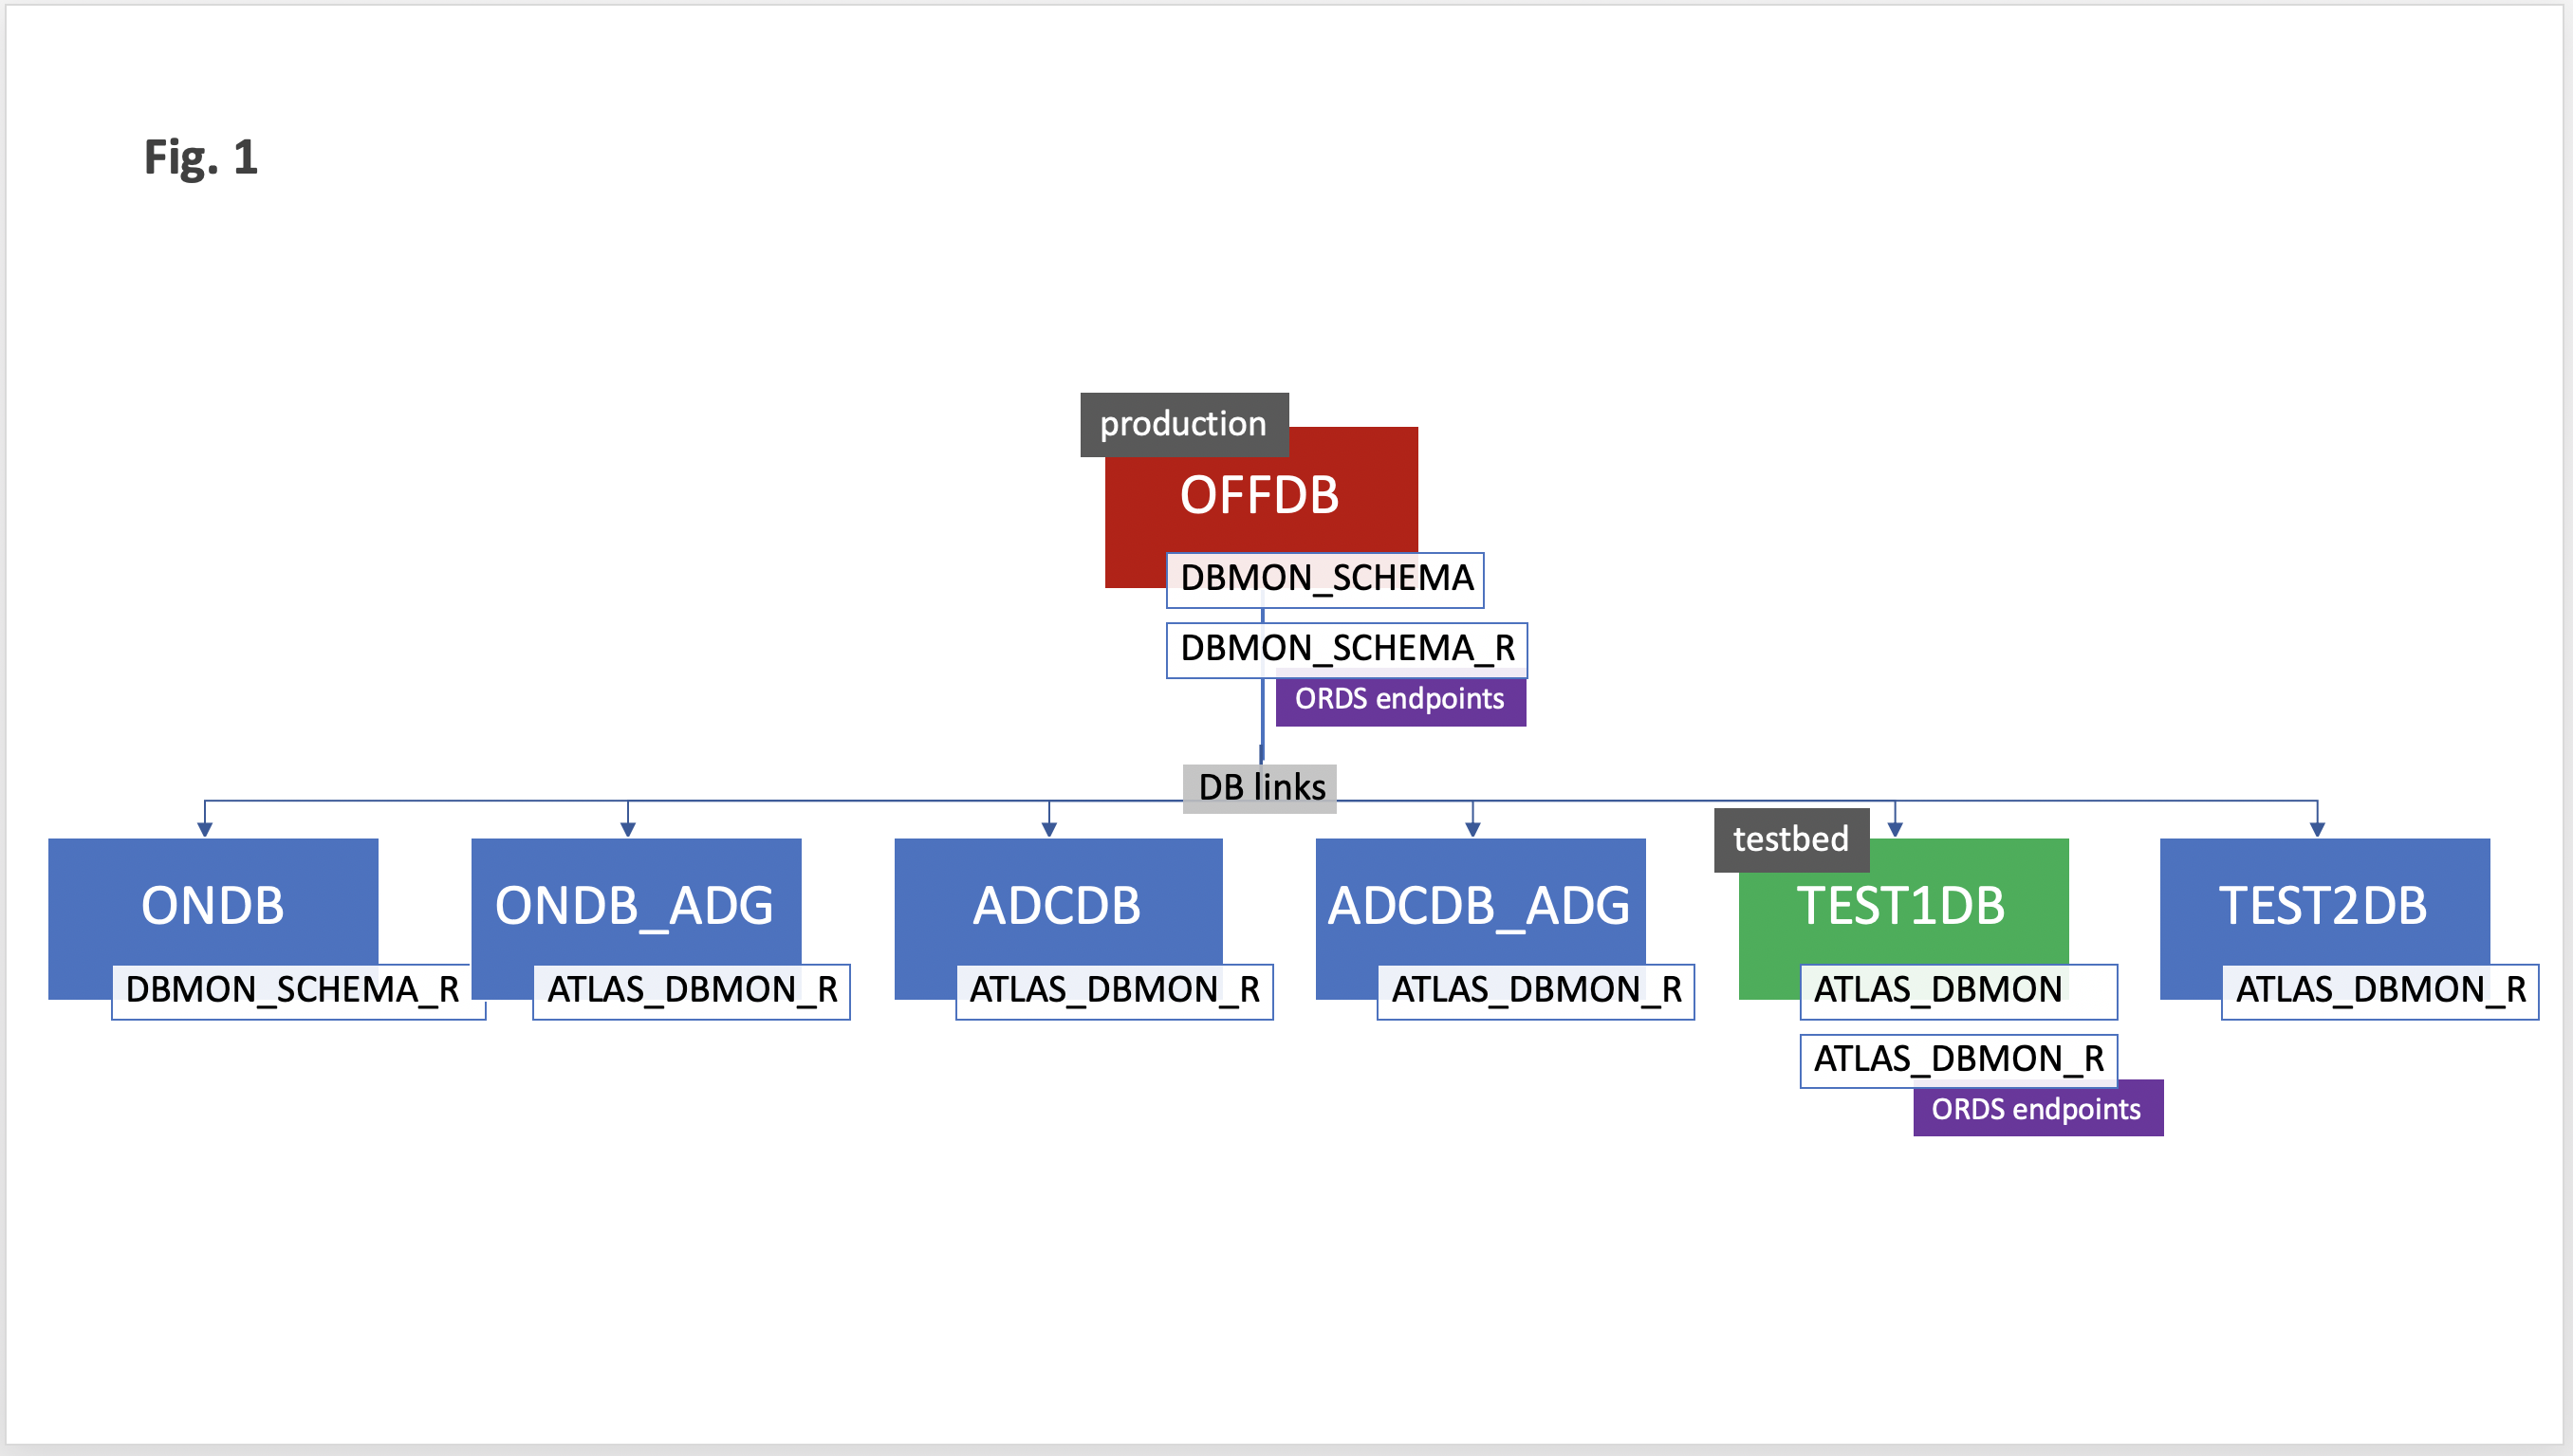 Fig. 1
production
OFFDB
DBMON_SCHEMA
DBMON_SCHEMA_R
ORDS endpoints
DB links
testbed
ONDB
ONDB_ADG
ADCDB
ADCDB_ADG
TEST1DB
TEST2DB
DBMON_SCHEMA_R
ATLAS_DBMON_R
ATLAS_DBMON_R
ATLAS_DBMON_R
ATLAS_DBMON
ATLAS_DBMON_R
ATLAS_DBMON_R
ORDS endpoints